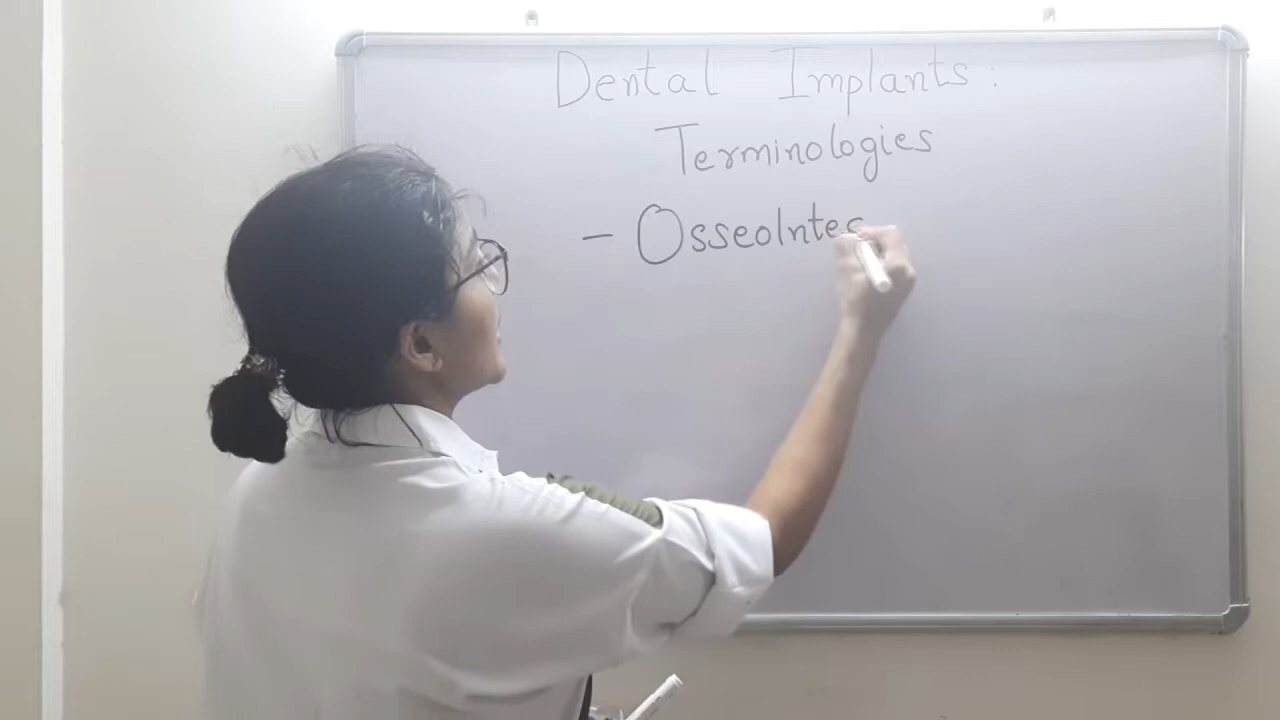 Dental Implants:
Terminologies
- OsseoInteg